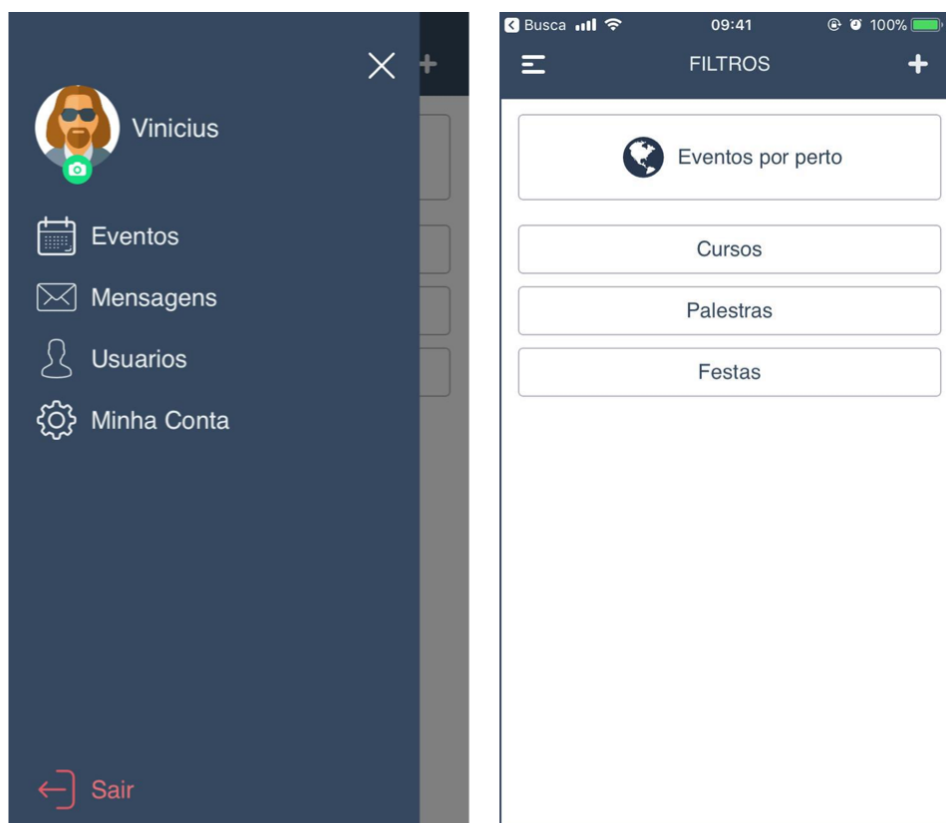 Vinicius
Eventos
Mensagens
Usuarios
Minha Conta
Sair
Busca 09:41 100%
FILTROS
Eventos por perto
Cursos
Palestras
Festas